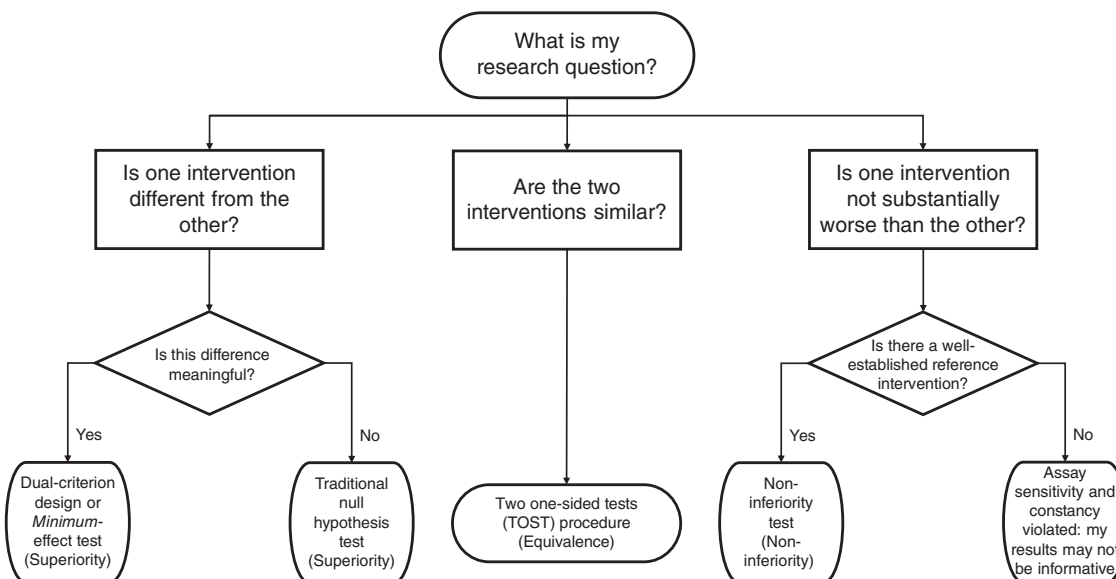 What is my
research question?
Is one intervention
different from the
other?
Are the two
interventions similar?
Is one intervention
not substantially
worse than the other?
Is this difference
meaningful?
Is there a well-
established reference
intervention?
Yes
No
Yes
No
Dual-criterion
design or
Minimum-
effect test
(Superiority)
Traditional
null
hypothesis
test
(Superiority)
Two one-sided tests
(TOST) procedure
(Equivalence)
Non-
inferiority
test
(Non-
inferiority)
Assay
sensitivity and
constancy
violated: my
results may not
be informative